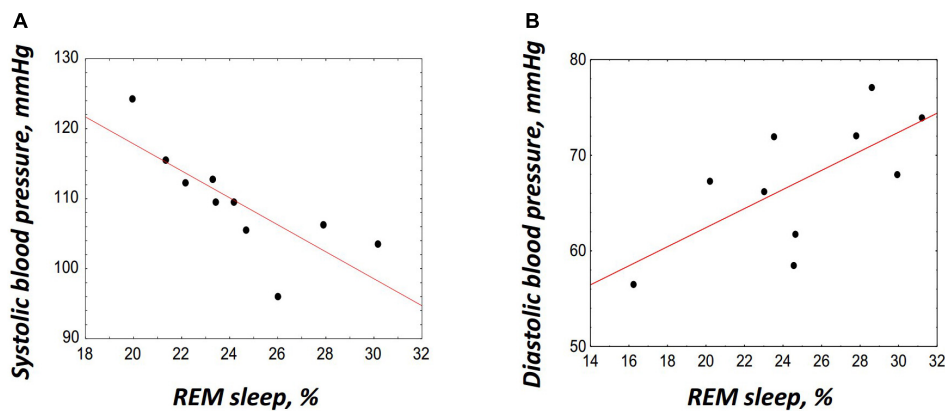 A
Systolic blood pressure, mmHg
130
120
110
100
90
18 20 22 24 26 28 30 32
REM sleep, %
B
Diastolic blood pressure, mmHg
80
70
60
50
14 16 18 20 22 24 26 28 30 32
REM sleep, %